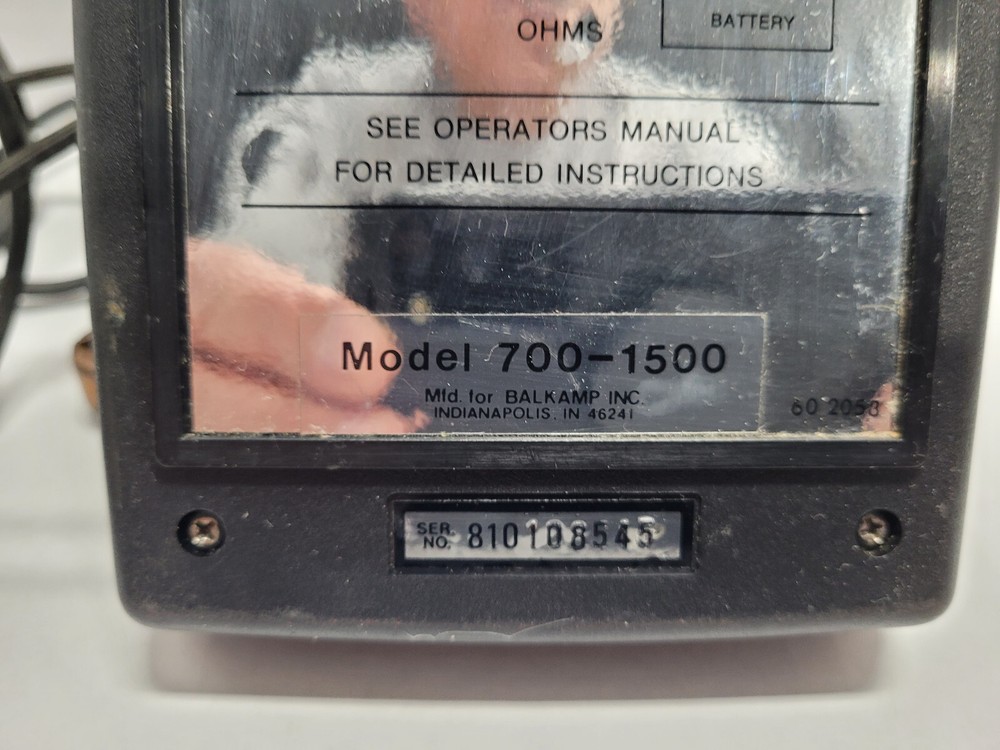 OHMS
BATTERY
SEE OPERATORS MANUAL
FOR DETAILED INSTRUCTIONS
Model 700-1500
Mfd. for BALKAMP INC.
INDIANAPOLIS, IN 46241
60 2058
SER. NO. 810108545